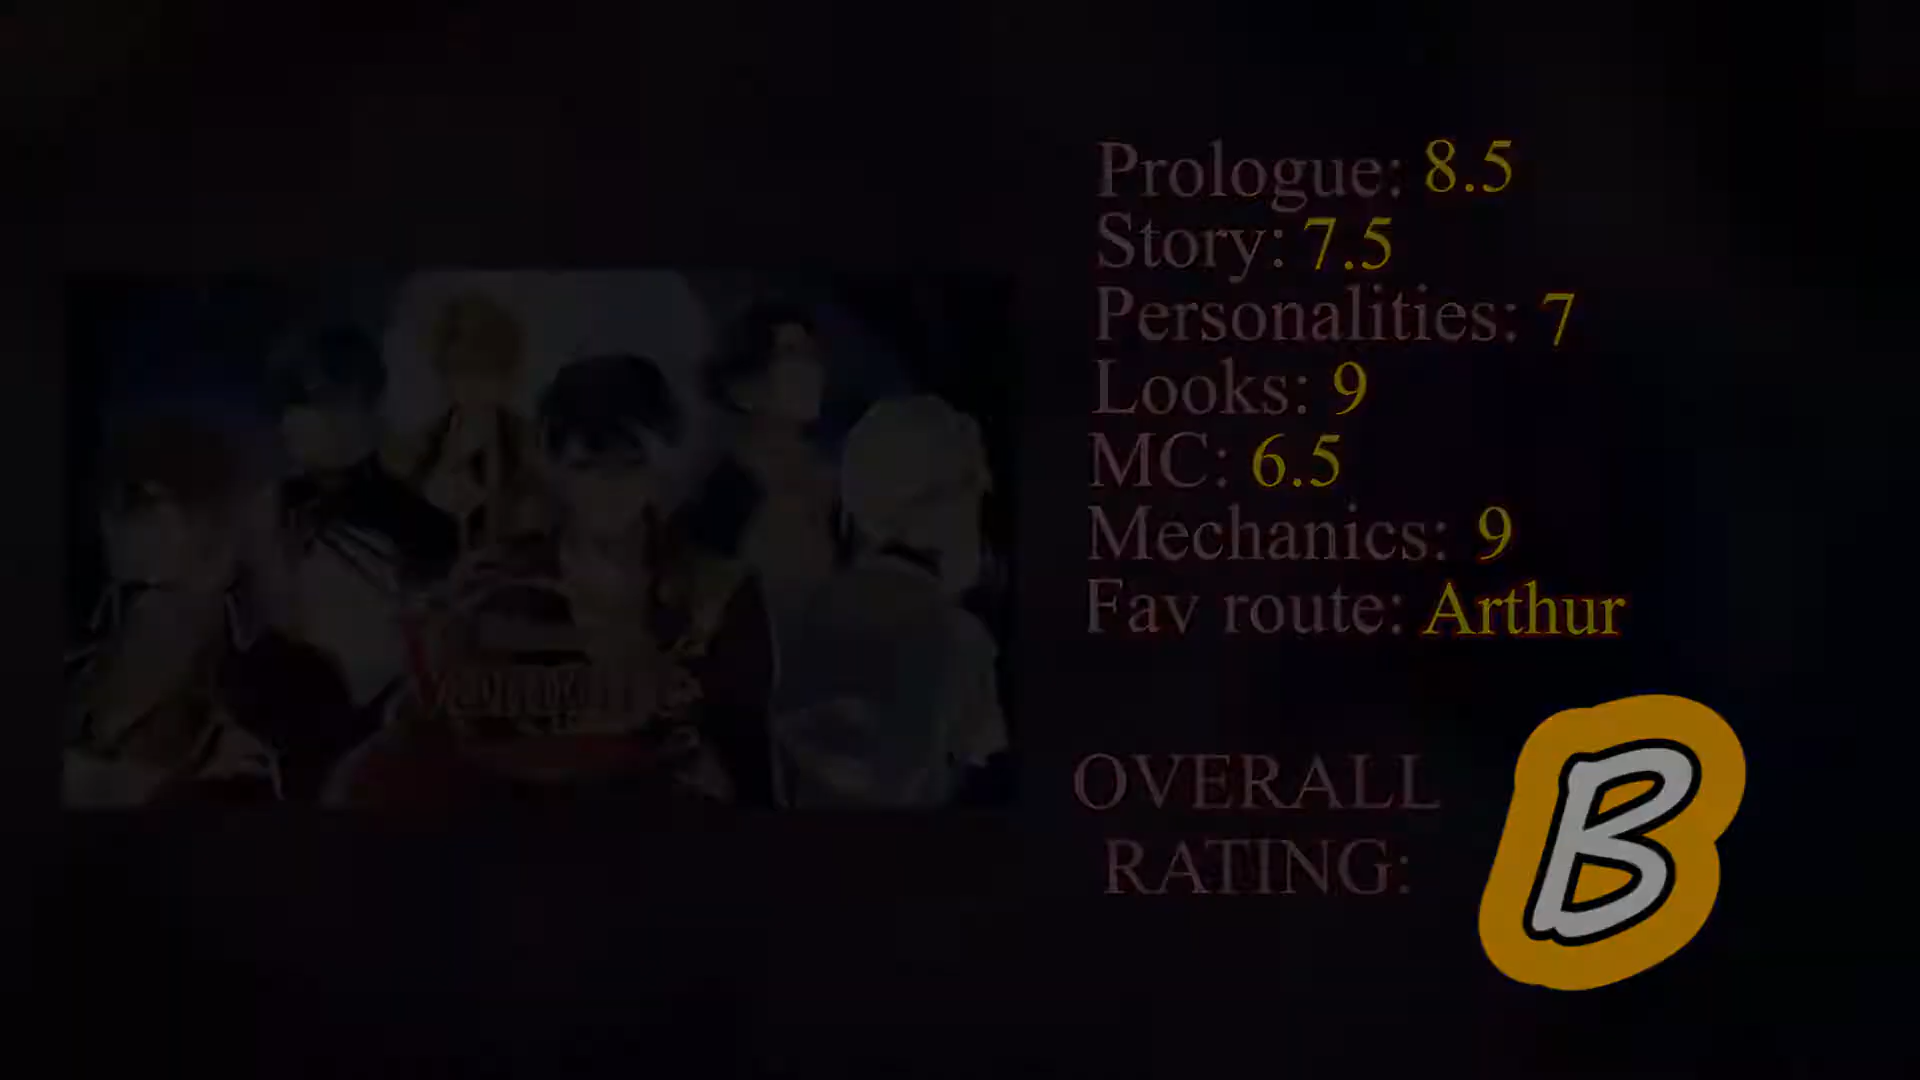 Prologue: 8.5
Story: 7.5
Personalities: 7
Looks: 9
MC: 6.5
Mechanics: 9
Fav route: Arthur
OVERALL
RATING:
B